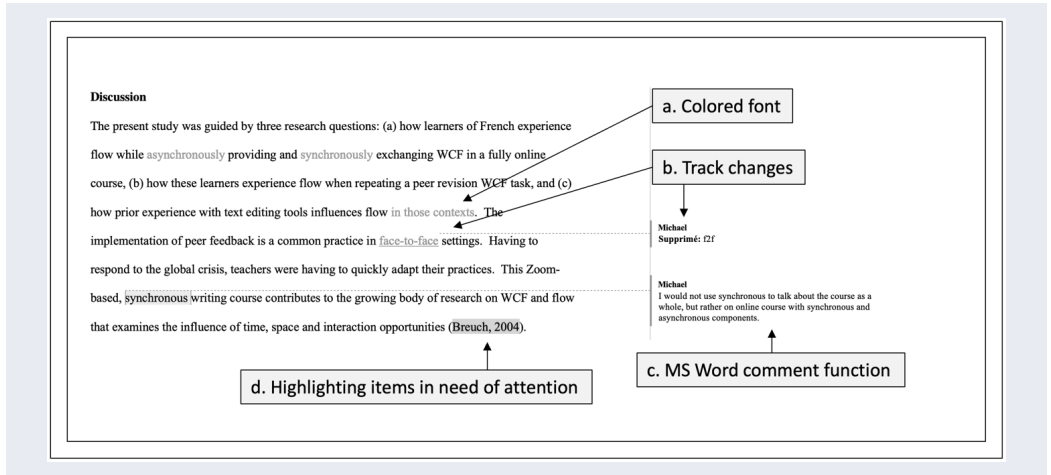 Discussion
The present study was guided by three research questions: (a) how learners of French experience
flow while asynchronously providing and synchronously exchanging WCF in a fully online
course, (b) how these learners experience flow when repeating a peer revision WCF task, and (c)
how prior experience with text editing tools influences flow in those contexts. The
implementation of peer feedback is a common practice in face-to-face settings. Having to
respond to the global crisis, teachers were having to quickly adapt their practices. This Zoom-
based, synchronous writing course contributes to the growing body of research on WCF and flow
that examines the influence of time, space and interaction opportunities (Breuch, 2004).
a. Colored font
b. Track changes
Michael
Supprimé: f2f
Michael
I would not use synchronous to talk about the course as a
whole, but rather on online course with synchronous and
asynchronous components.
c. MS Word comment function
d. Highlighting items in need of attention